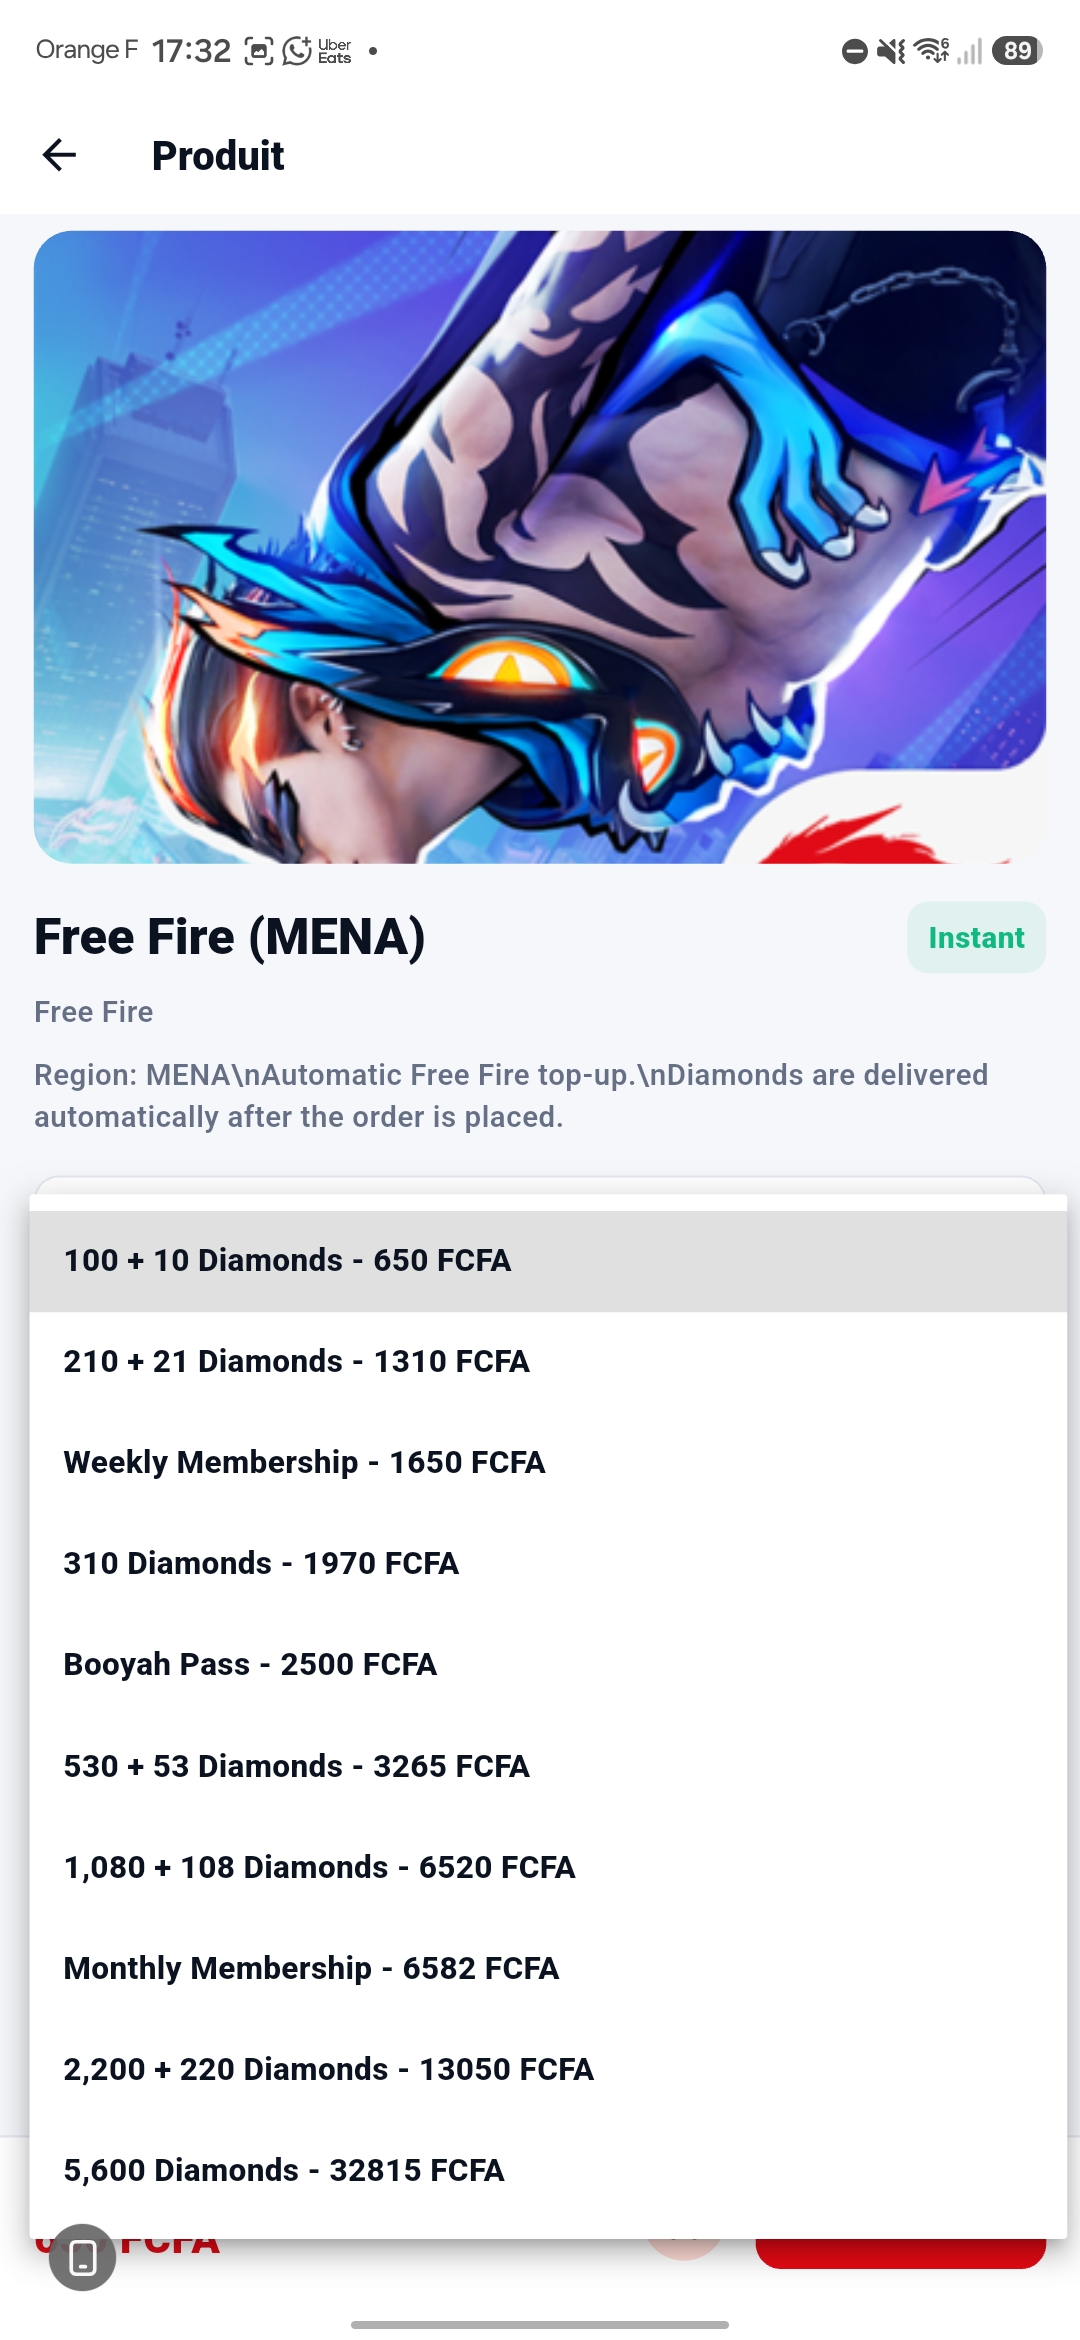 Orange F 17:32 Uber Eats
6 89
Produit
Free Fire (MENA)
Instant
Free Fire
Region: MENA\nAutomatic Free Fire top-up.\nDiamonds are delivered
automatically after the order is placed.
100 + 10 Diamonds - 650 FCFA
210 + 21 Diamonds - 1310 FCFA
Weekly Membership - 1650 FCFA
310 Diamonds - 1970 FCFA
Booyah Pass - 2500 FCFA
530 + 53 Diamonds - 3265 FCFA
1,080 + 108 Diamonds - 6520 FCFA
Monthly Membership - 6582 FCFA
2,200 + 220 Diamonds - 13050 FCFA
5,600 Diamonds - 32815 FCFA
FCFA